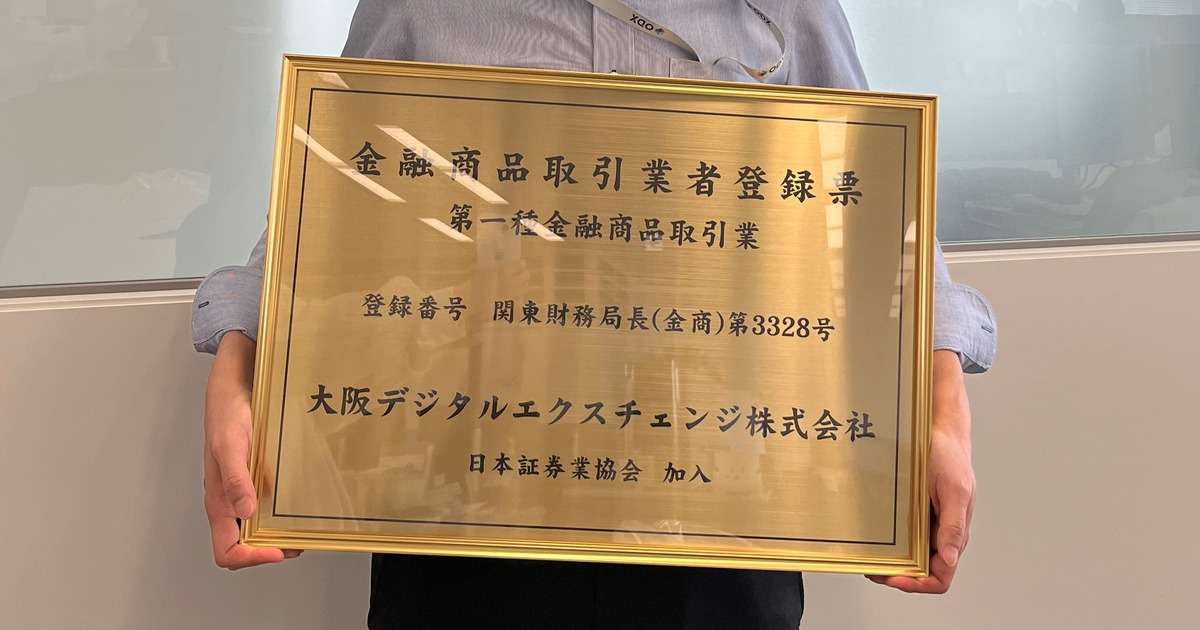 ODX
ODX
金融商品取引業者登録票
第一種金融商品取引業
登録番号 関東財務局長(金商)第3328号
大阪デジタルエクスチェンジ株式会社
日本証券業協会 加入